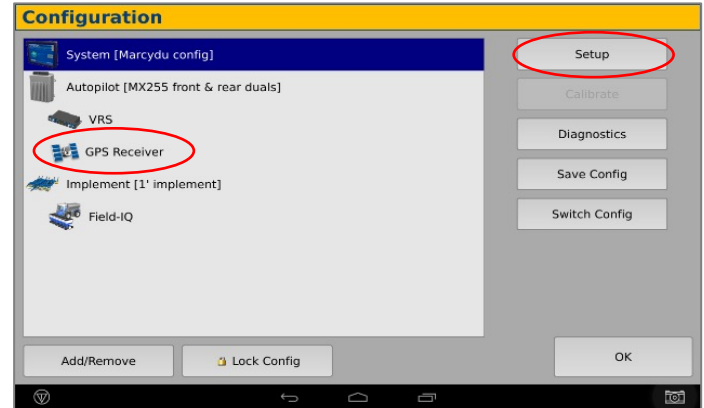 Configuration
System [Marcydu config]
Setup
Autopilot [MX255 front & rear duals]
Calibrate
VRS
Diagnostics
GPS Receiver
Save Config
Implement [1' implement]
Field-IQ
Switch Config
Add/Remove
Lock Config
OK